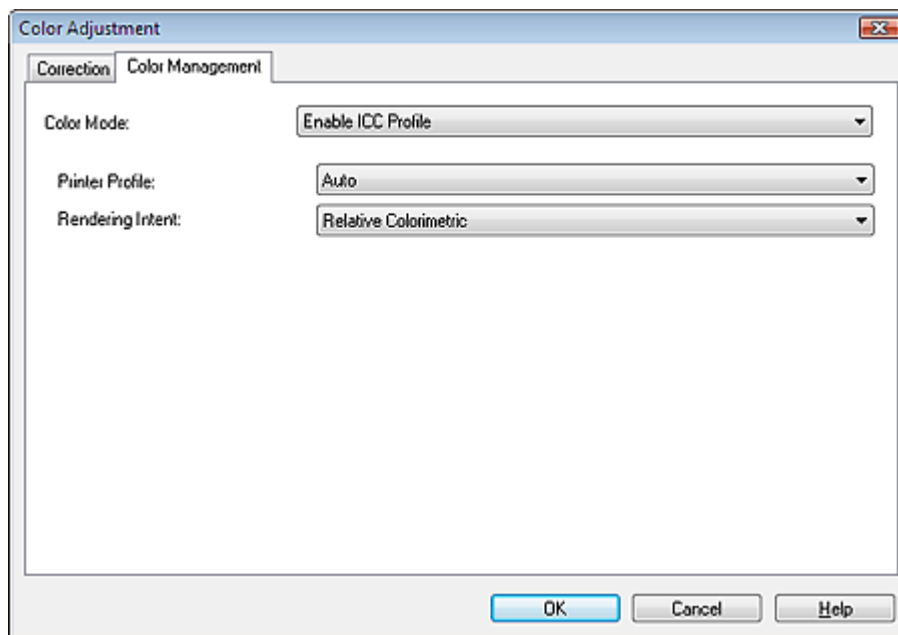 Color Adjustment
Correction Color Management
Color Mode: Enable ICC Profile
Printer Profile: Auto
Rendering Intent: Relative Colorimetric
OK Cancel Help